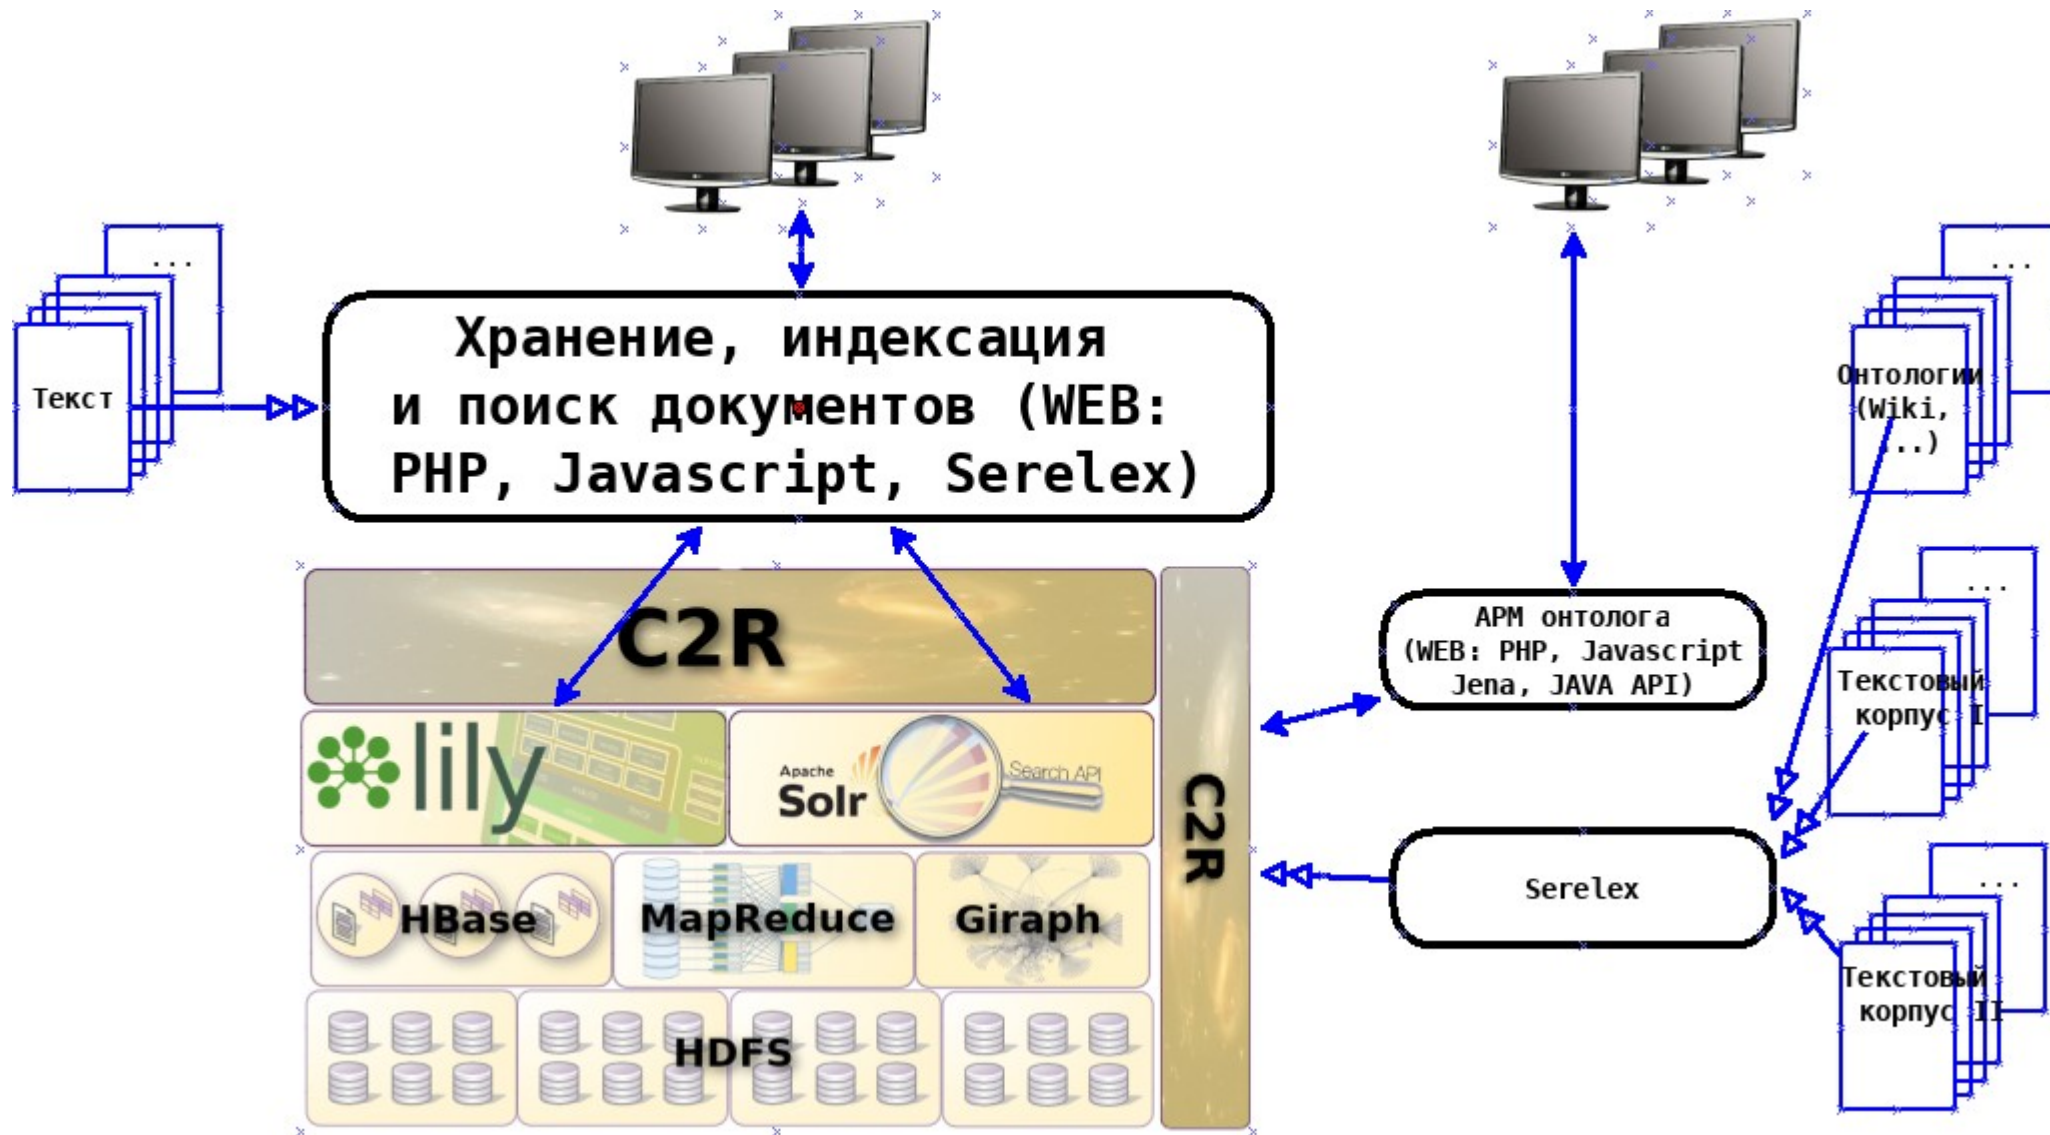 ...
Текст
Хранение, индексация
и поиск документов (WEB:
PHP, Javascript, Serelex)
C2R
lily
Apache
Solr
Search API
HBase
MapReduce
Giraph
HDFS
C2R
АРМ онтолога
(WEB: PHP, Javascript
Jena, JAVA API)
Serelex
...
Онтологии
(Wiki,
...)
...
Текстовый
корпус I
...
Текстовый
корпус II